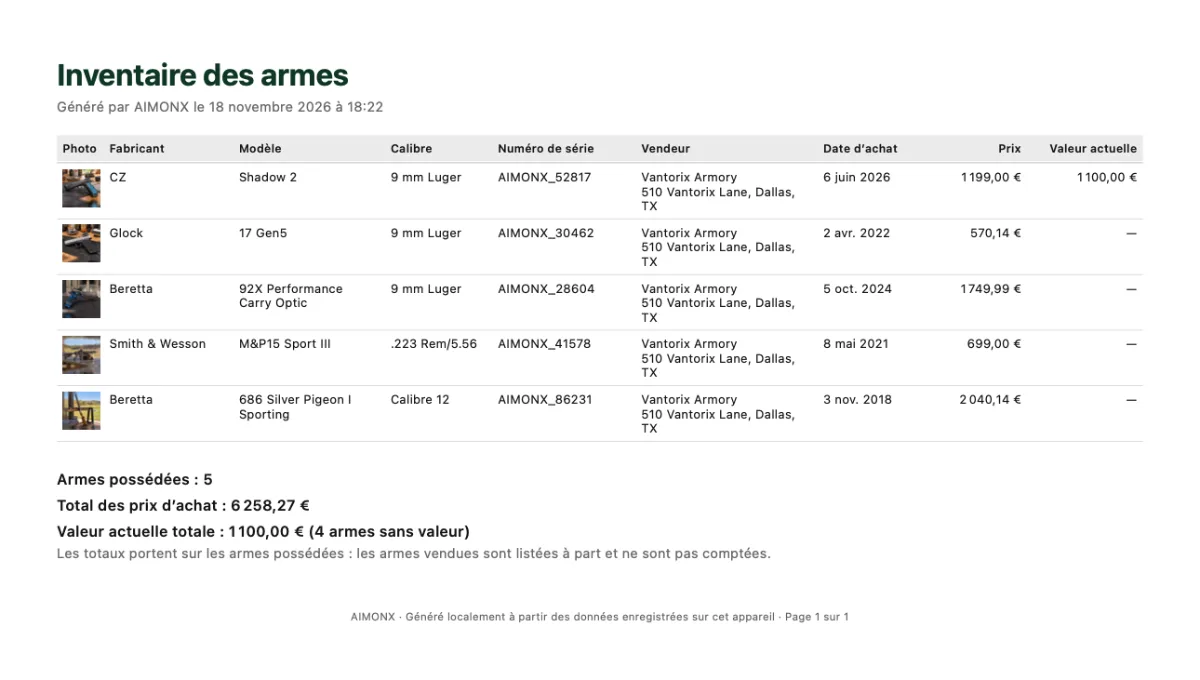 Inventaire des armes
Généré par AIMONX le 18 novembre 2026 à 18:22
Photo Fabricant Modèle Calibre Numéro de série Vendeur Date d’achat Prix Valeur actuelle
CZ Shadow 2 9 mm Luger AIMONX_52817 Vantorix Armory 6 juin 2026 1 199,00 € 1 100,00 €
510 Vantorix Lane, Dallas,
TX
Glock 17 Gen5 9 mm Luger AIMONX_30462 Vantorix Armory 2 avr. 2022 570,14 € —
510 Vantorix Lane, Dallas,
TX
Beretta 92X Performance 9 mm Luger AIMONX_28604 Vantorix Armory 5 oct. 2024 1 749,99 € —
Carry Optic 510 Vantorix Lane, Dallas,
TX
Smith & Wesson M&P15 Sport III .223 Rem/5.56 AIMONX_41578 Vantorix Armory 8 mai 2021 699,00 € —
510 Vantorix Lane, Dallas,
TX
Beretta 686 Silver Pigeon I Calibre 12 AIMONX_86231 Vantorix Armory 3 nov. 2018 2 040,14 € —
Sporting 510 Vantorix Lane, Dallas,
TX
Armes possédées : 5
Total des prix d’achat : 6 258,27 €
Valeur actuelle totale : 1 100,00 € (4 armes sans valeur)
Les totaux portent sur les armes possédées : les armes vendues sont listées à part et ne sont pas comptées.
AIMONX · Généré localement à partir des données enregistrées sur cet appareil · Page 1 sur 1